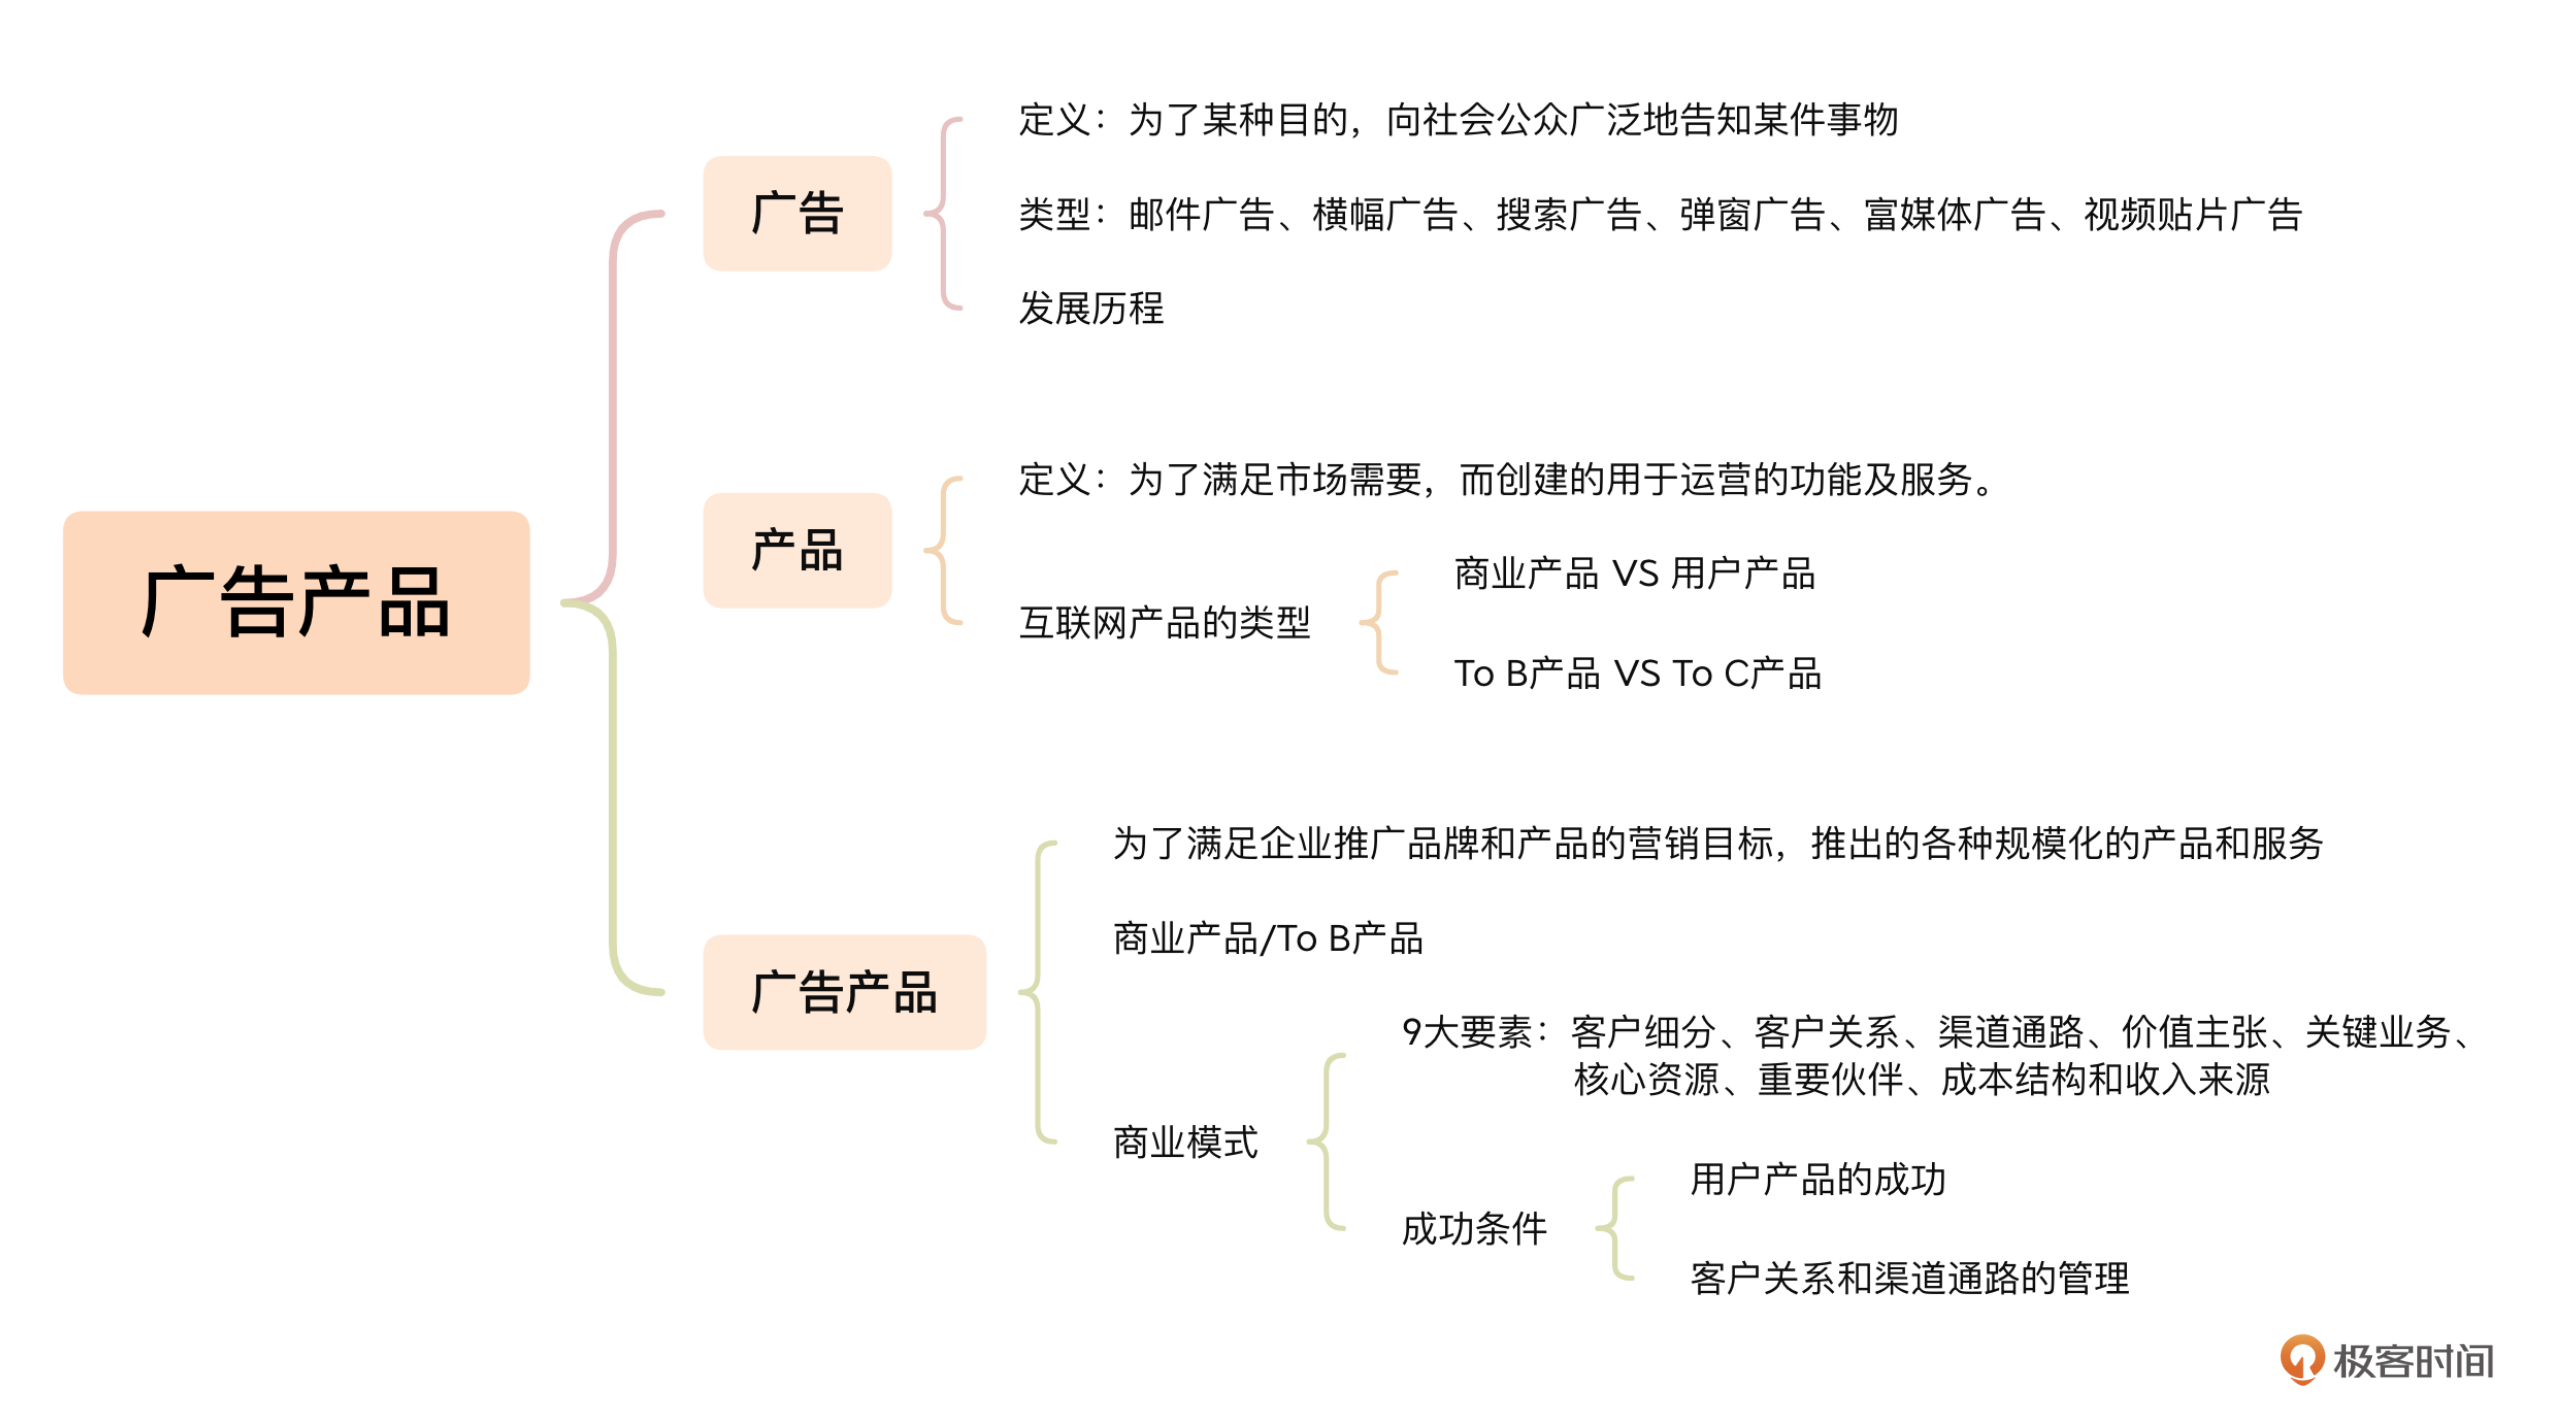 广告产品
广告
定义：为了某种目的，向社会公众广泛地告知某件事物
类型：邮件广告、横幅广告、搜索广告、弹窗广告、富媒体广告、视频贴片广告
发展历程
产品
定义：为了满足市场需要，而创建的用于运营的功能及服务。
互联网产品的类型
商业产品 VS 用户产品
To B产品 VS To C产品
广告产品
为了满足企业推广品牌和产品的营销目标，推出的各种规模化的产品和服务
商业产品/To B产品
商业模式
9大要素：客户细分、客户关系、渠道通路、价值主张、关键业务、
核心资源、重要伙伴、成本结构和收入来源
成功条件
用户产品的成功
客户关系和渠道通路的管理
极客时间